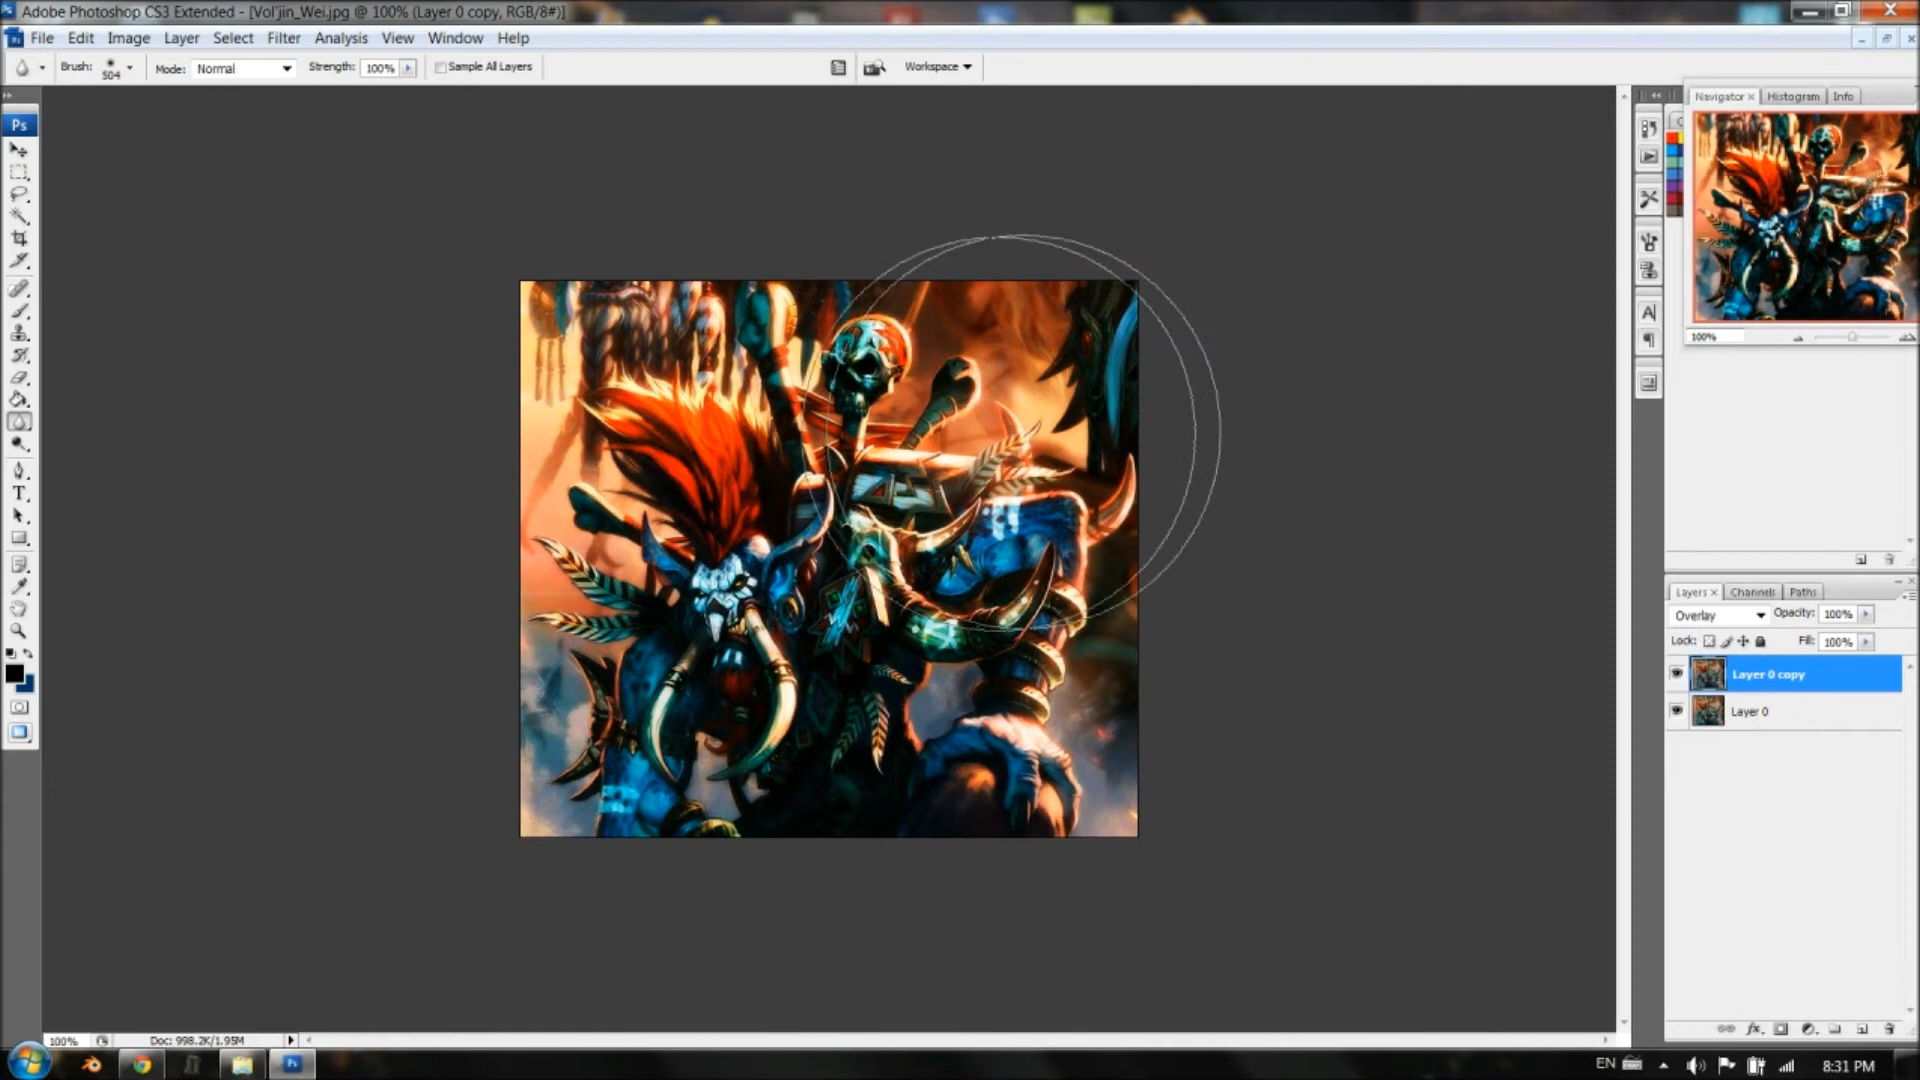 Adobe Photoshop CS3 Extended - [Vol'jin_Wei.jpg @ 100% (Layer 0 copy, RGB/8#)]
File Edit Image Layer Select Filter Analysis View Window Help
Brush: 504 Mode: Normal Strength: 100% Sample All Layers Workspace
Ps
Navigator x Histogram Info
100%
Layers x Channels Paths
Overlay Opacity: 100%
Lock: Fill: 100%
Layer 0 copy
Layer 0
100% Doc: 998.2K/1.95M
EN 8:31 PM